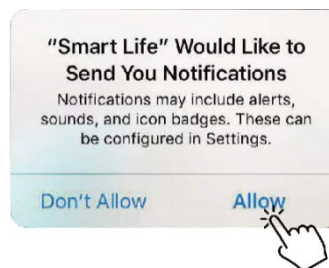 "Smart Life" Would Like to
Send You Notifications
Notifications may include alerts,
sounds, and icon badges. These can
be configured in Settings.
Don't Allow Allow